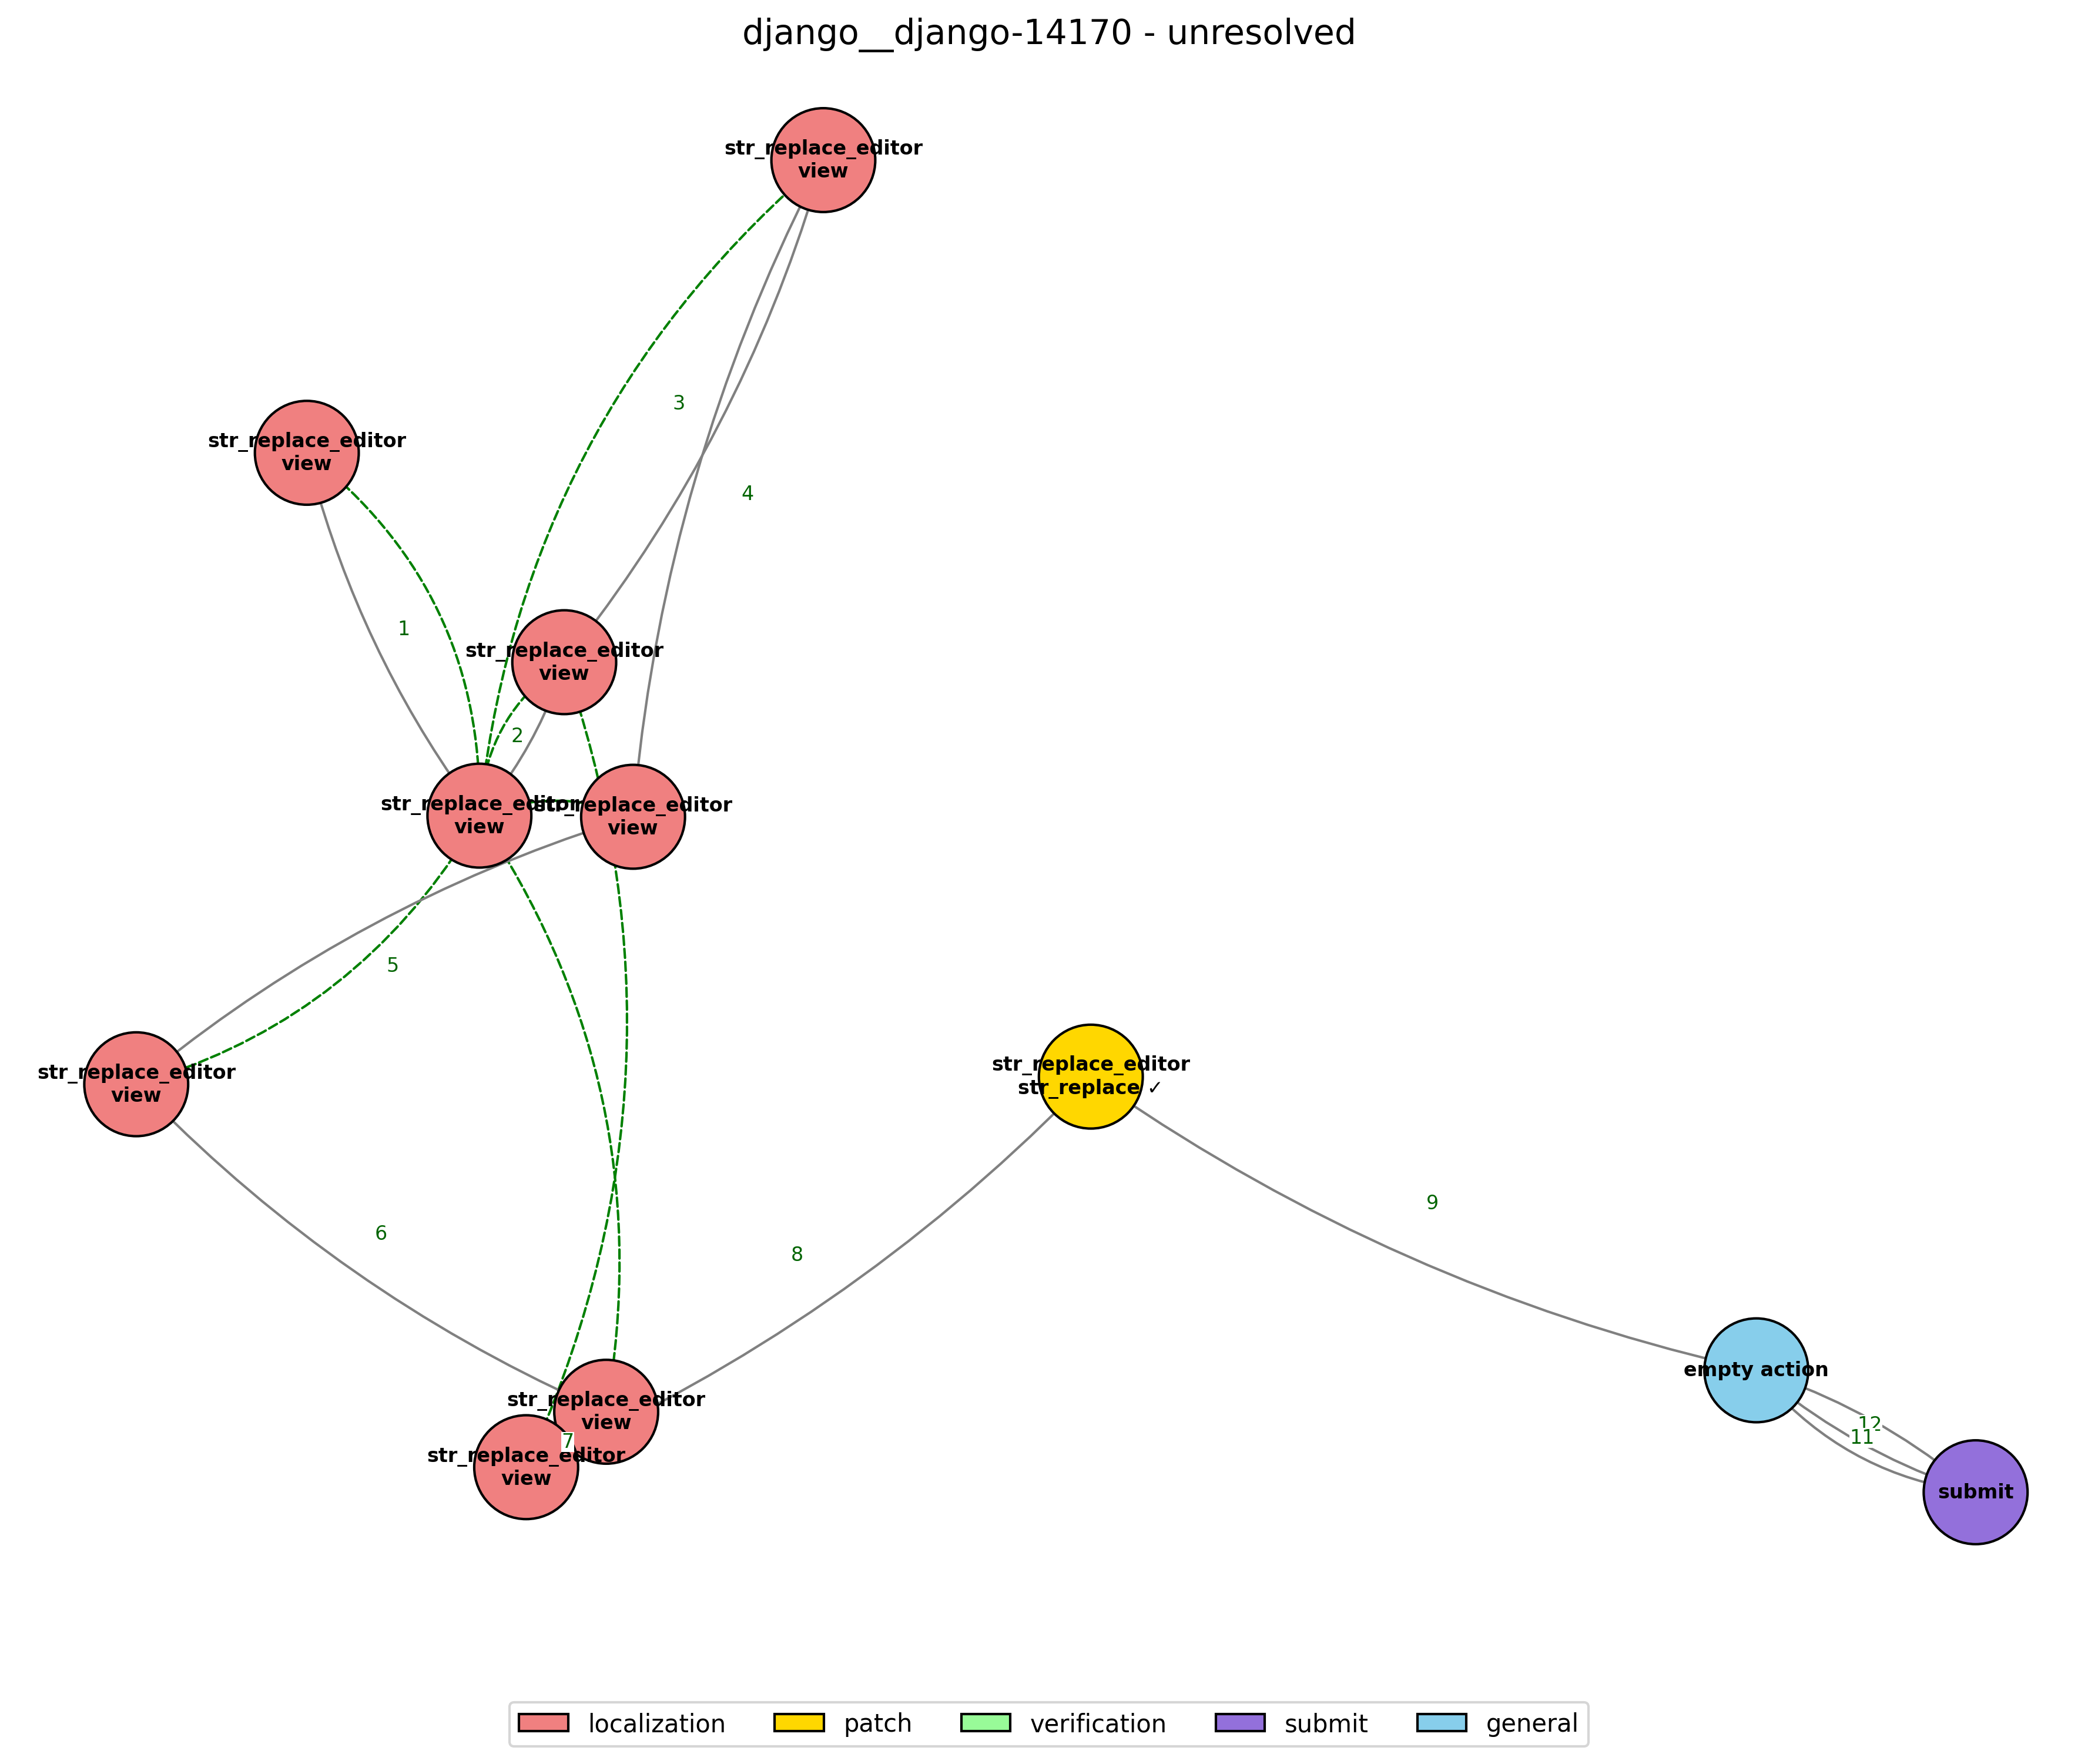 django__django-14170 - unresolved
str_replace_editor
view
3
4
str_replace_editor
view
1
str_replace_editor
view
2
str_replace_editor
view
str_replace_editor
view
5
str_replace_editor
view
str_replace_editor
str_replace ✓
6
8
9
empty action
str_replace_editor
view
7
str_replace_editor
view
12
11
submit
localization
patch
verification
submit
general